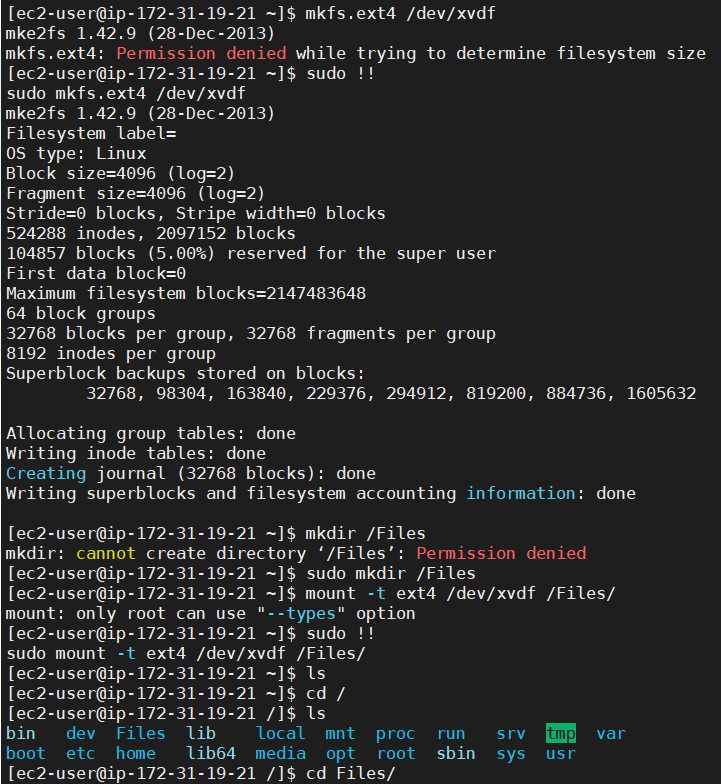 [ec2-user@ip-172-31-19-21 ~]$ mkfs.ext4 /dev/xvdf
mke2fs 1.42.9 (28-Dec-2013)
mkfs.ext4: Permission denied while trying to determine filesystem size
[ec2-user@ip-172-31-19-21 ~]$ sudo !!
sudo mkfs.ext4 /dev/xvdf
mke2fs 1.42.9 (28-Dec-2013)
Filesystem label=
OS type: Linux
Block size=4096 (log=2)
Fragment size=4096 (log=2)
Stride=0 blocks, Stripe width=0 blocks
524288 inodes, 2097152 blocks
104857 blocks (5.00%) reserved for the super user
First data block=0
Maximum filesystem blocks=2147483648
64 block groups
32768 blocks per group, 32768 fragments per group
8192 inodes per group
Superblock backups stored on blocks:
        32768, 98304, 163840, 229376, 294912, 819200, 884736, 1605632

Allocating group tables: done
Writing inode tables: done
Creating journal (32768 blocks): done
Writing superblocks and filesystem accounting information: done

[ec2-user@ip-172-31-19-21 ~]$ mkdir /Files
mkdir: cannot create directory ‘/Files’: Permission denied
[ec2-user@ip-172-31-19-21 ~]$ sudo mkdir /Files
[ec2-user@ip-172-31-19-21 ~]$ mount -t ext4 /dev/xvdf /Files/
mount: only root can use "--types" option
[ec2-user@ip-172-31-19-21 ~]$ sudo !!
sudo mount -t ext4 /dev/xvdf /Files/
[ec2-user@ip-172-31-19-21 ~]$ ls
[ec2-user@ip-172-31-19-21 ~]$ cd /
[ec2-user@ip-172-31-19-21 /]$ ls
bin   dev  Files  lib    local  mnt  proc  run   srv  tmp  var
boot  etc  home   lib64  media  opt  root  sbin  sys  usr
[ec2-user@ip-172-31-19-21 /]$ cd Files/